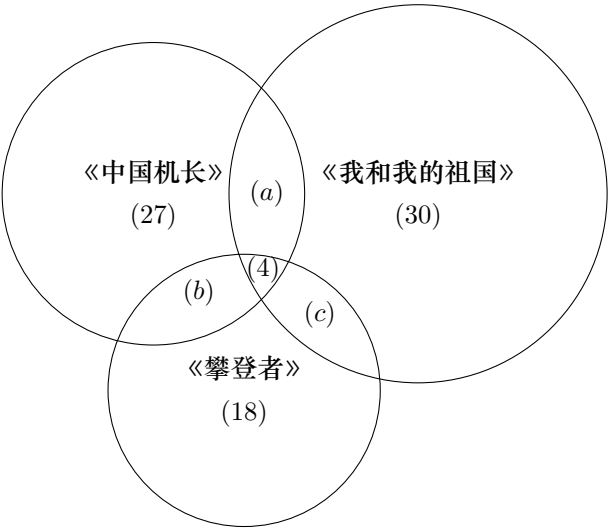 《中国机长》
(27)
《我和我的祖国》
(30)
(a)
(4)
(b)
(c)
《攀登者》
(18)